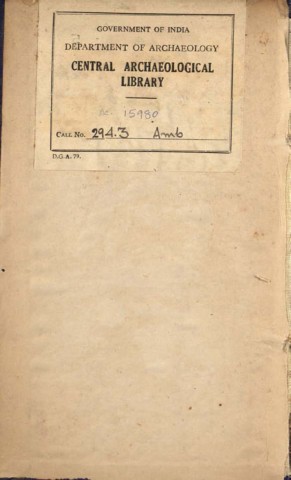 GOVERNMENT OF INDIA
DEPARTMENT OF ARCHAEOLOGY
CENTRAL ARCHAEOLOGICAL
LIBRARY
15980
CALL No. 294.3 Amb
D.G.A. 79.